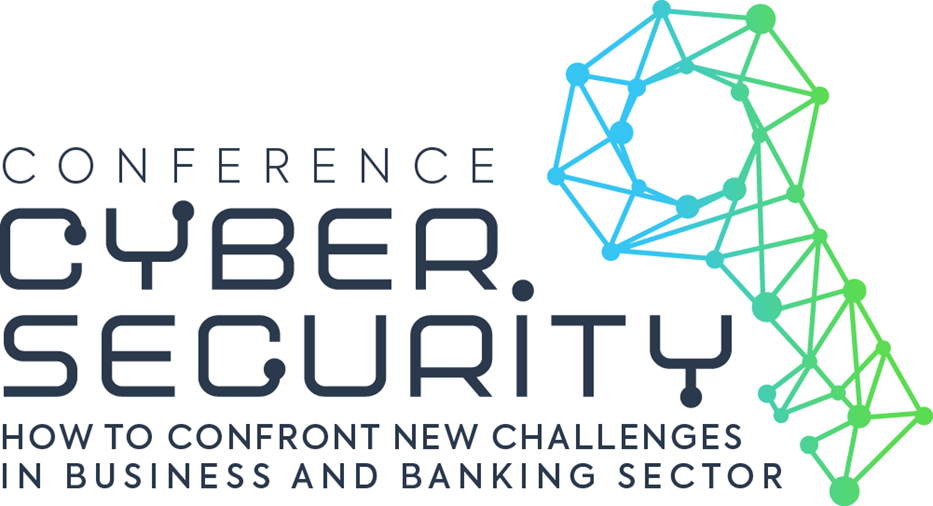 CONFERENCE
CYBER
SECURITY
HOW TO CONFRONT NEW CHALLENGES
IN BUSINESS AND BANKING SECTOR